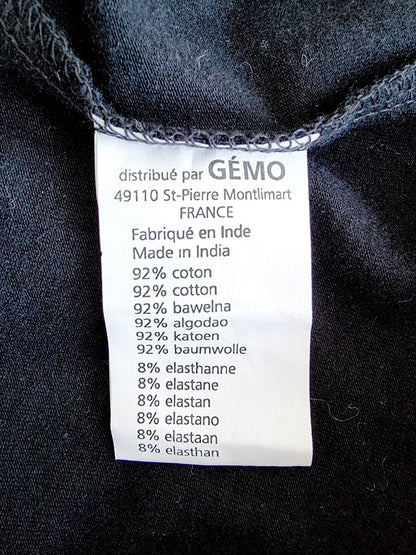 distribué par GÉMO
49110 St-Pierre Montlimart
FRANCE
Fabriqué en Inde
Made in India
92% coton
92% cotton
92% bawelna
92% algodao
92% katoen
92% baumwolle
8% elasthanne
8% elastane
8% elastan
8% elastano
8% elastaan
8% elasthan